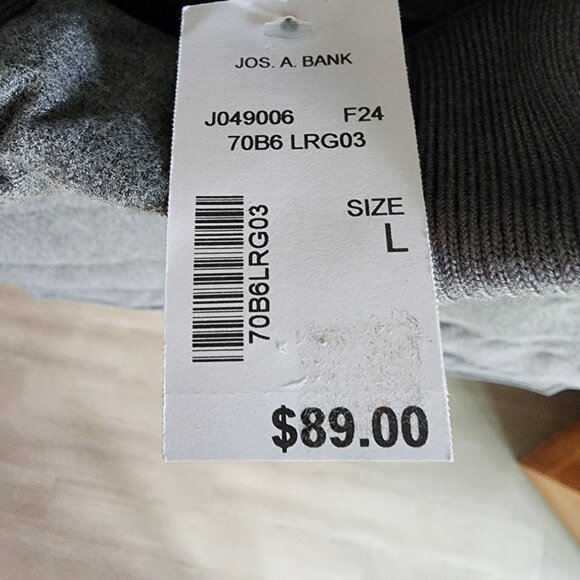 JOS. A. BANK
J049006 F24
70B6 LRG03
SIZE
L
70B6LRG03
$89.00